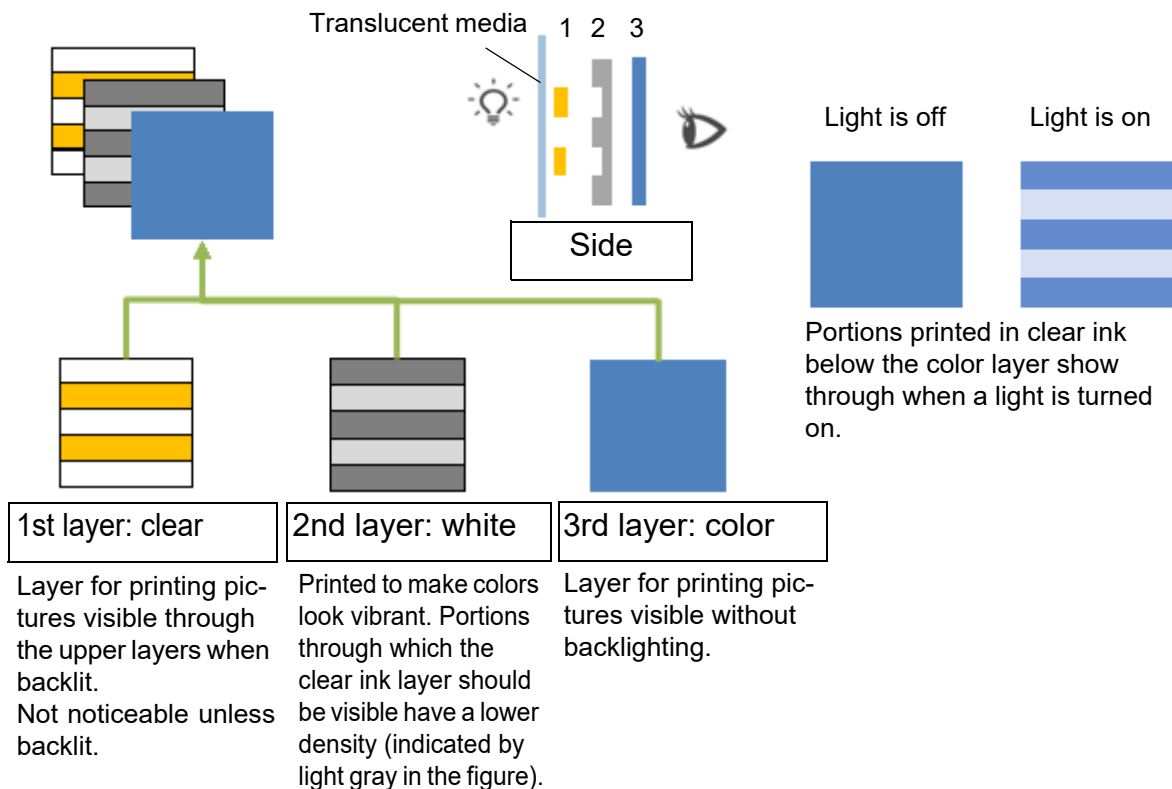 Translucent media
1 2 3
Side
Light is off
Light is on
Portions printed in clear ink
below the color layer show
through when a light is turned
on.
1st layer: clear
Layer for printing pic-
tures visible through
the upper layers when
backlit.
Not noticeable unless
backlit.
2nd layer: white
Printed to make colors
look vibrant. Portions
through which the
clear ink layer should
be visible have a lower
density (indicated by
light gray in the figure).
3rd layer: color
Layer for printing pic-
tures visible without
backlighting.